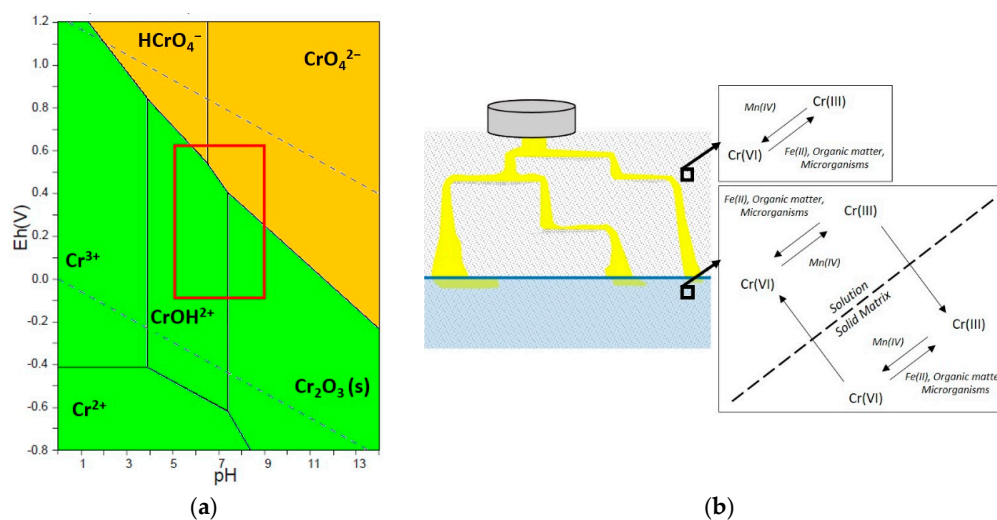 1.2
1.0
0.8
0.6
0.4
0.2
0.0
-0.2
-0.4
-0.6
-0.8
Eh(V)
HCrO₄⁻
CrO₄²⁻
Cr³⁺
CrOH²⁺
Cr₂O₃ (s)
Cr²⁺
1 3 5 7 9 11 13
pH
(a)
Mn(IV)
Cr(III)
Cr(VI)
Fe(II), Organic matter,
Microrganisms
Fe(II), Organic matter,
Microrganisms
Cr(III)
Mn(IV)
Cr(VI)
Solution
Solid Matrix
Cr(III)
Mn(IV)
Fe(II), Organic matter,
Microrganisms
Cr(VI)
(b)